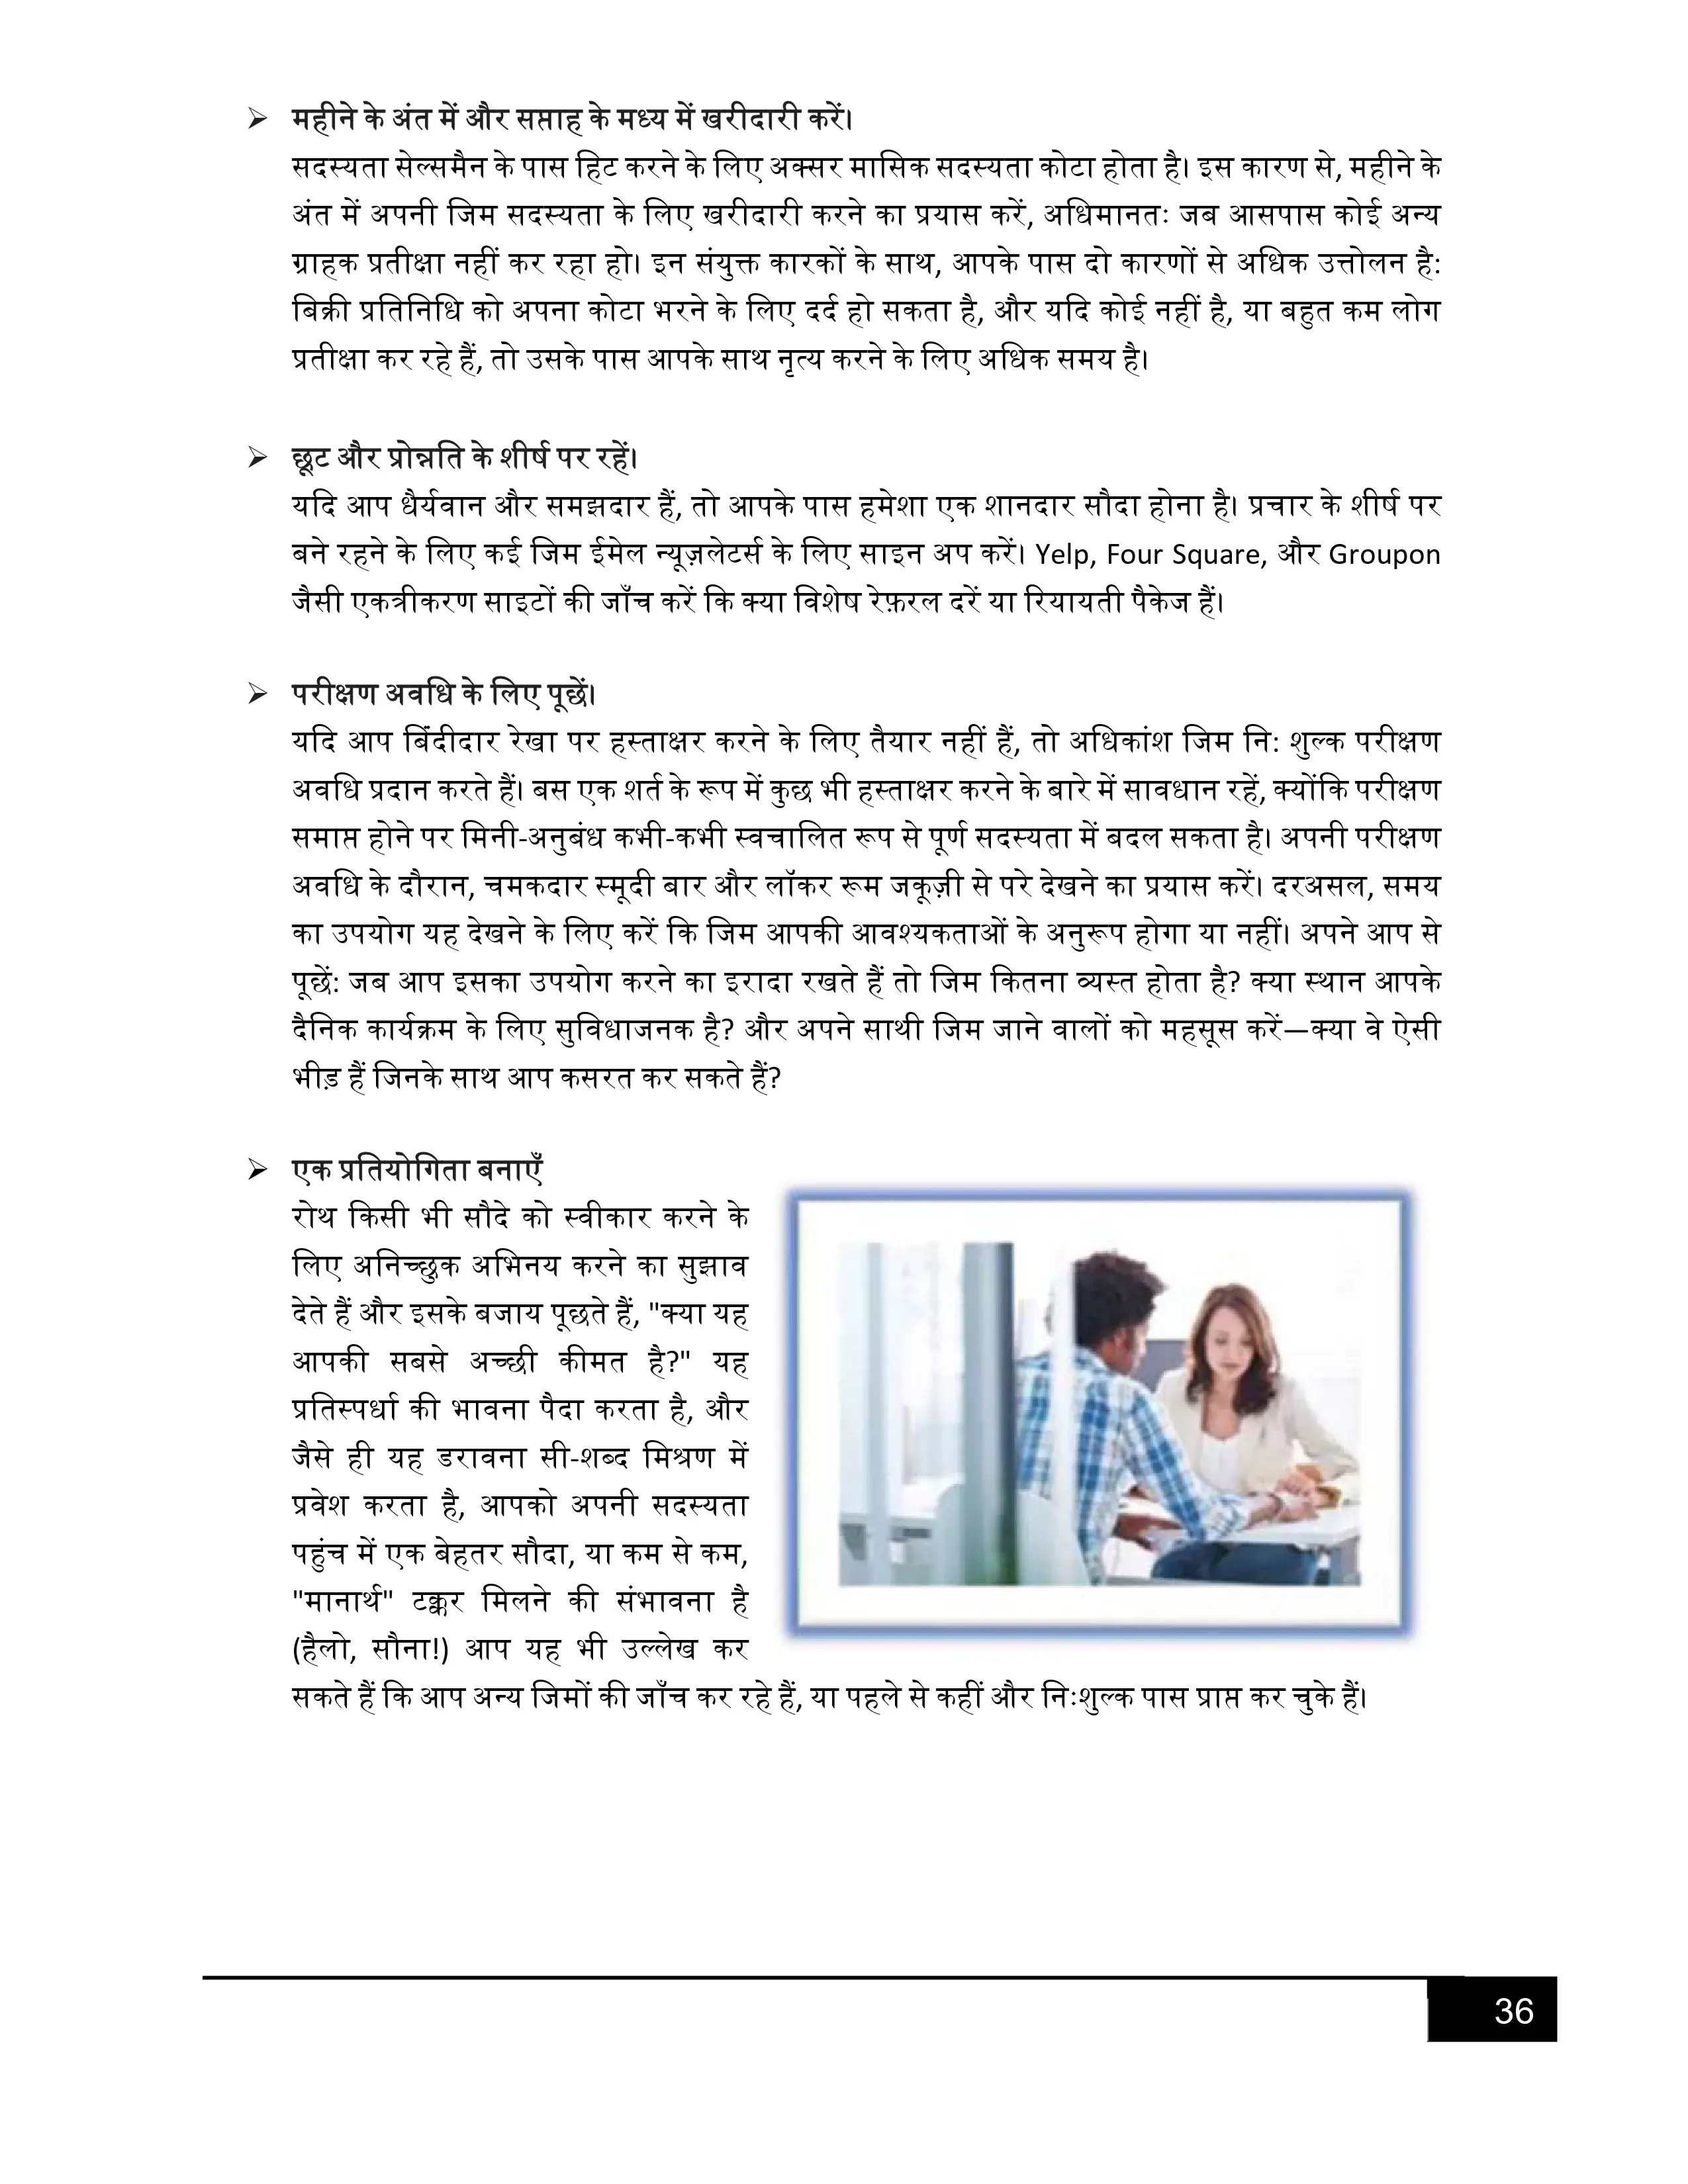 ➢ महीने के अंत में और सप्ताह के मध्य में खरीदारी करें।
सदस्यता सेल्समैन के पास हिट करने के लिए अक्सर मासिक सदस्यता कोटा होता है। इस कारण से, महीने के
अंत में अपनी जिम सदस्यता के लिए खरीदारी करने का प्रयास करें, अधिमानतः जब आसपास कोई अन्य
ग्राहक प्रतीक्षा नहीं कर रहा हो। इन संयुक्त कारकों के साथ, आपके पास दो कारणों से अधिक उत्तोलन है:
बिक्री प्रतिनिधि को अपना कोटा भरने के लिए दर्द हो सकता है, और यदि कोई नहीं है, या बहुत कम लोग
प्रतीक्षा कर रहे हैं, तो उसके पास आपके साथ नृत्य करने के लिए अधिक समय है।
➢ छूट और प्रोन्नति के शीर्ष पर रहें।
यदि आप धैर्यवान और समझदार हैं, तो आपके पास हमेशा एक शानदार सौदा होना है। प्रचार के शीर्ष पर
बने रहने के लिए कई जिम ईमेल न्यूज़लेटर्स के लिए साइन अप करें। Yelp, Four Square, और Groupon
जैसी एकत्रीकरण साइटों की जाँच करें कि क्या विशेष रेफ़रल दरें या रियायती पैकेज हैं।
➢ परीक्षण अवधि के लिए पूछें।
यदि आप बिंदीदार रेखा पर हस्ताक्षर करने के लिए तैयार नहीं हैं, तो अधिकांश जिम नि: शुल्क परीक्षण
अवधि प्रदान करते हैं। बस एक शर्त के रूप में कुछ भी हस्ताक्षर करने के बारे में सावधान रहें, क्योंकि परीक्षण
समाप्त होने पर मिनी-अनुबंध कभी-कभी स्वचालित रूप से पूर्ण सदस्यता में बदल सकता है। अपनी परीक्षण
अवधि के दौरान, चमकदार स्मूदी बार और लॉकर रूम जकूज़ी से परे देखने का प्रयास करें। दरअसल, समय
का उपयोग यह देखने के लिए करें कि जिम आपकी आवश्यकताओं के अनुरूप होगा या नहीं। अपने आप से
पूछें: जब आप इसका उपयोग करने का इरादा रखते हैं तो जिम कितना व्यस्त होता है? क्या स्थान आपके
दैनिक कार्यक्रम के लिए सुविधाजनक है? और अपने साथी जिम जाने वालों को महसूस करें—क्या वे ऐसी
भीड़ हैं जिनके साथ आप कसरत कर सकते हैं?
➢ एक प्रतियोगिता बनाएँ
रोथ किसी भी सौदे को स्वीकार करने के
लिए अनिच्छुक अभिनय करने का सुझाव
देते हैं और इसके बजाय पूछते हैं, "क्या यह
आपकी सबसे अच्छी कीमत है?" यह
प्रतिस्पर्धा की भावना पैदा करता है, और
जैसे ही यह डरावना सी-शब्द मिश्रण में
प्रवेश करता है, आपको अपनी सदस्यता
पहुंच में एक बेहतर सौदा, या कम से कम,
"मानार्थ" टक्कर मिलने की संभावना है
(हैलो, सौना!) आप यह भी उल्लेख कर
सकते हैं कि आप अन्य जिमों की जाँच कर रहे हैं, या पहले से कहीं और निःशुल्क पास प्राप्त कर चुके हैं।
36